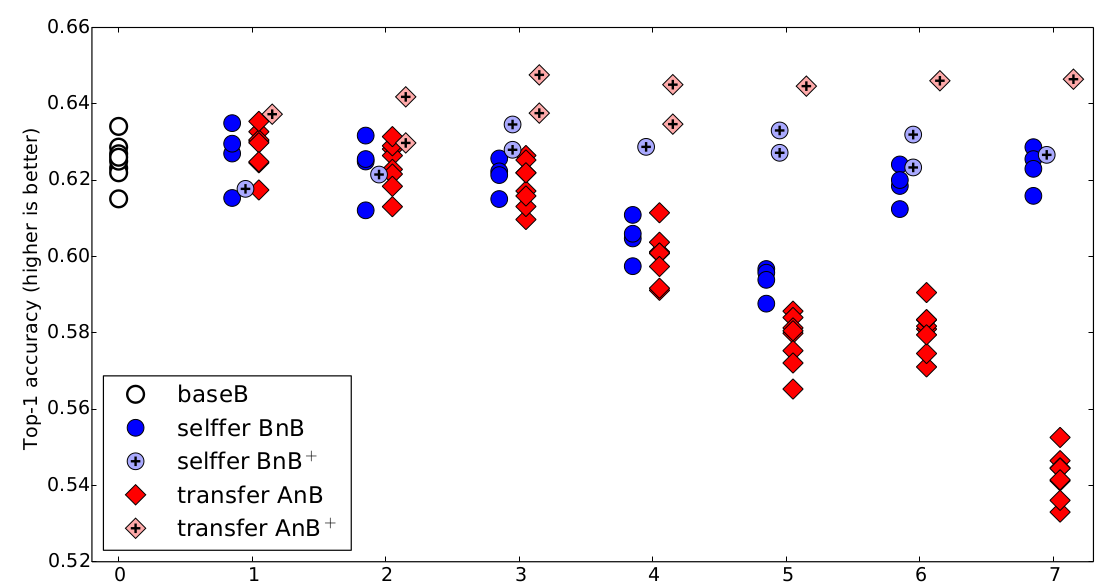 0.66
0.64
0.62
0.60
0.58
0.56
0.54
0.52
Top-1 accuracy (higher is better)
baseB
selffer BnB
selffer BnB⁺
transfer AnB
transfer AnB⁺
0 1 2 3 4 5 6 7